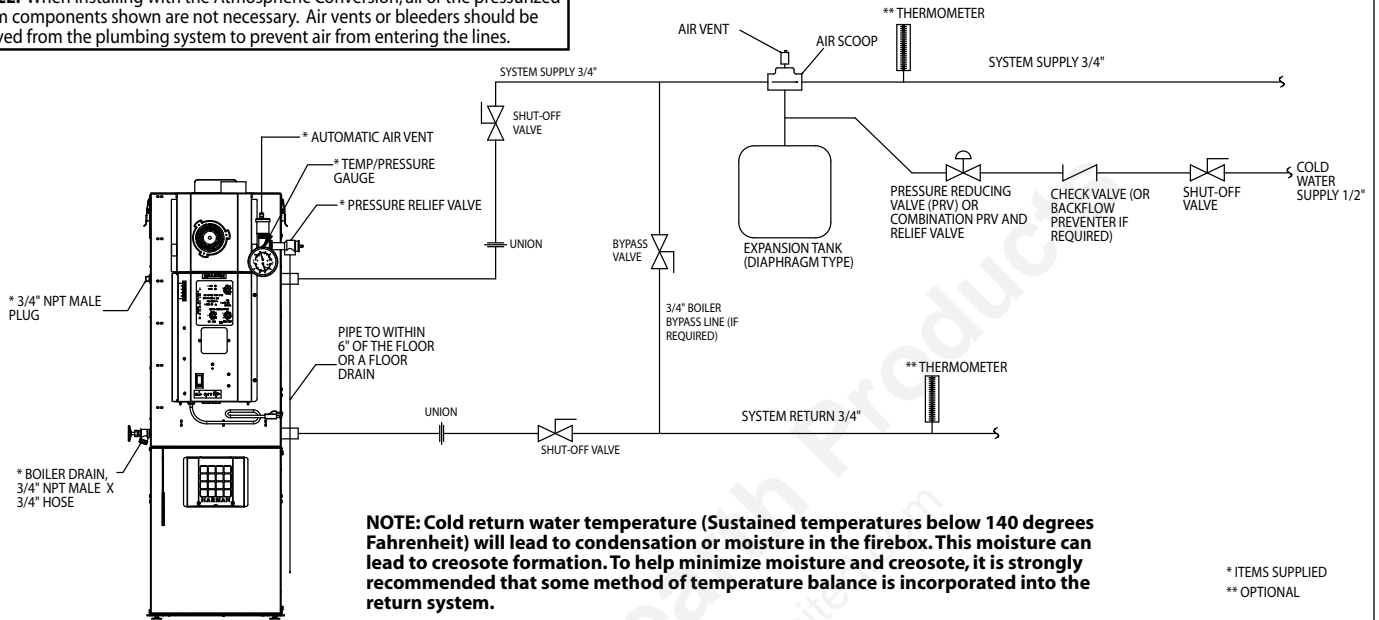 When installing with the Atmospheric Conversion, all of the pressurized
components shown are not necessary. Air vents or bleeders should be
from the plumbing system to prevent air from entering the lines.
** THERMOMETER
AIR VENT
AIR SCOOP
SYSTEM SUPPLY 3/4"
SYSTEM SUPPLY 3/4"
SHUT-OFF
VALVE
* AUTOMATIC AIR VENT
* TEMP/PRESSURE
GAUGE
* PRESSURE RELIEF VALVE
COLD
WATER
SUPPLY 1/2"
PRESSURE REDUCING
VALVE (PRV) OR
COMBINATION PRV AND
RELIEF VALVE
CHECK VALVE (OR
BACKFLOW
PREVENTER IF
REQUIRED)
SHUT-OFF
VALVE
UNION
BYPASS
VALVE
EXPANSION TANK
(DIAPHRAGM TYPE)
* 3/4" NPT MALE
PLUG
3/4" BOILER
BYPASS LINE (IF
REQUIRED)
PIPE TO WITHIN
6" OF THE FLOOR
OR A FLOOR
DRAIN
** THERMOMETER
UNION
SYSTEM RETURN 3/4"
SHUT-OFF VALVE
* BOILER DRAIN,
3/4" NPT MALE X
3/4" HOSE
HARMAN
NOTE: Cold return water temperature (Sustained temperatures below 140 degrees
Fahrenheit) will lead to condensation or moisture in the firebox. This moisture can
lead to creosote formation. To help minimize moisture and creosote, it is strongly
recommended that some method of temperature balance is incorporated into the
return system.
* ITEMS SUPPLIED
** OPTIONAL
Products